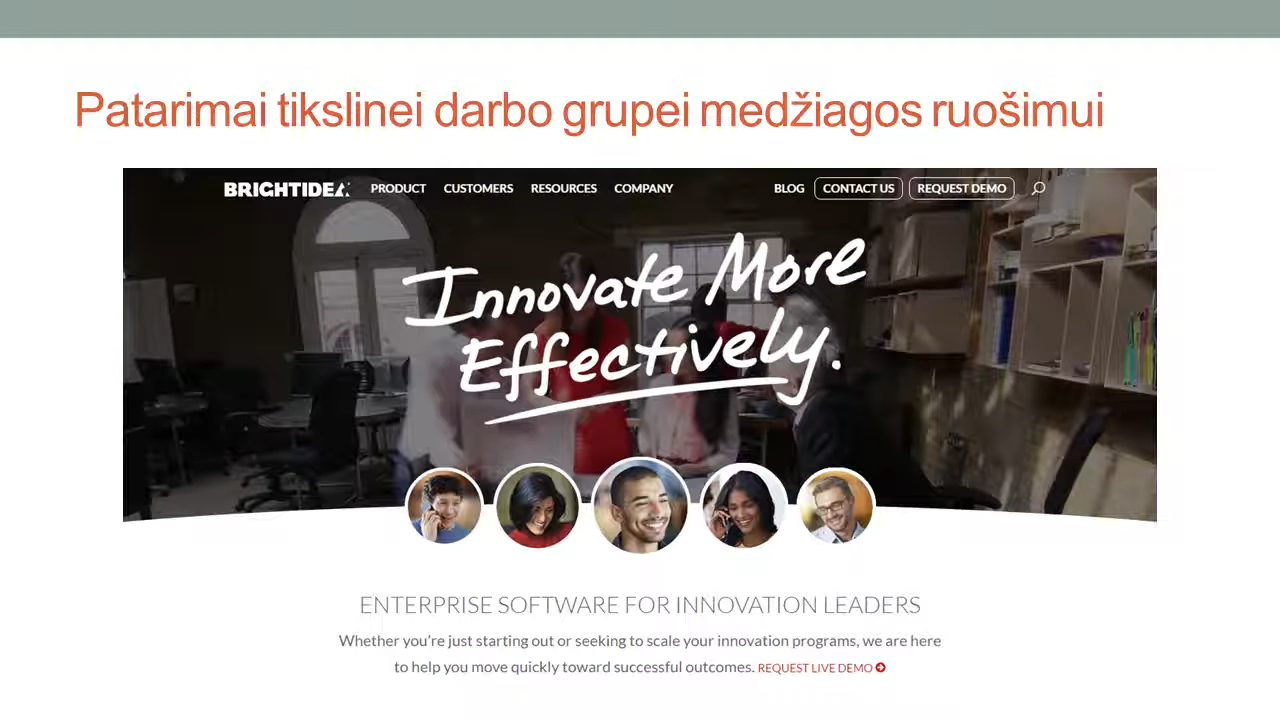 Patarimai tikslinei darbo grupei medžiagos ruošimui
BRIGHTIDEA PRODUCT CUSTOMERS RESOURCES COMPANY BLOG CONTACT US REQUEST DEMO
Innovate More
Effectively.
ENTERPRISE SOFTWARE FOR INNOVATION LEADERS
Whether you're just starting out or seeking to scale your innovation programs, we are here
to help you move quickly toward successful outcomes. REQUEST LIVE DEMO